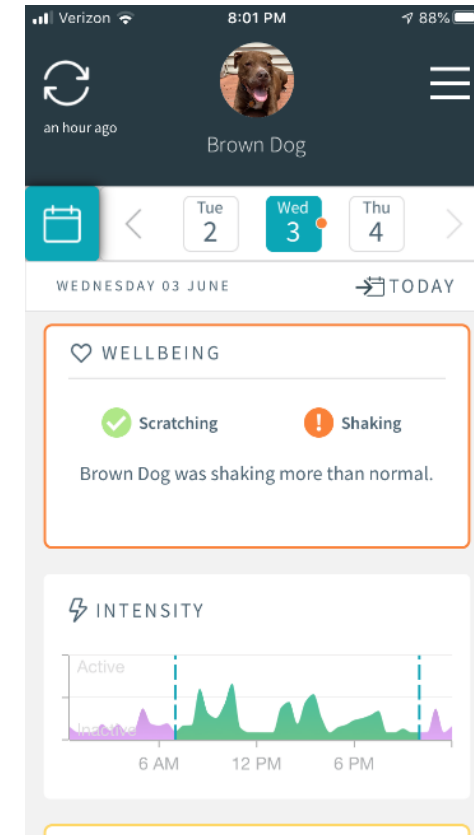 Verizon 8:01 PM 88%
an hour ago
Brown Dog
Tue Wed Thu
2 3 4
WEDNESDAY 03 JUNE TODAY
WELLBEING
Scratching ! Shaking
Brown Dog was shaking more than normal.
INTENSITY
Active
Inactive
6 AM 12 PM 6 PM